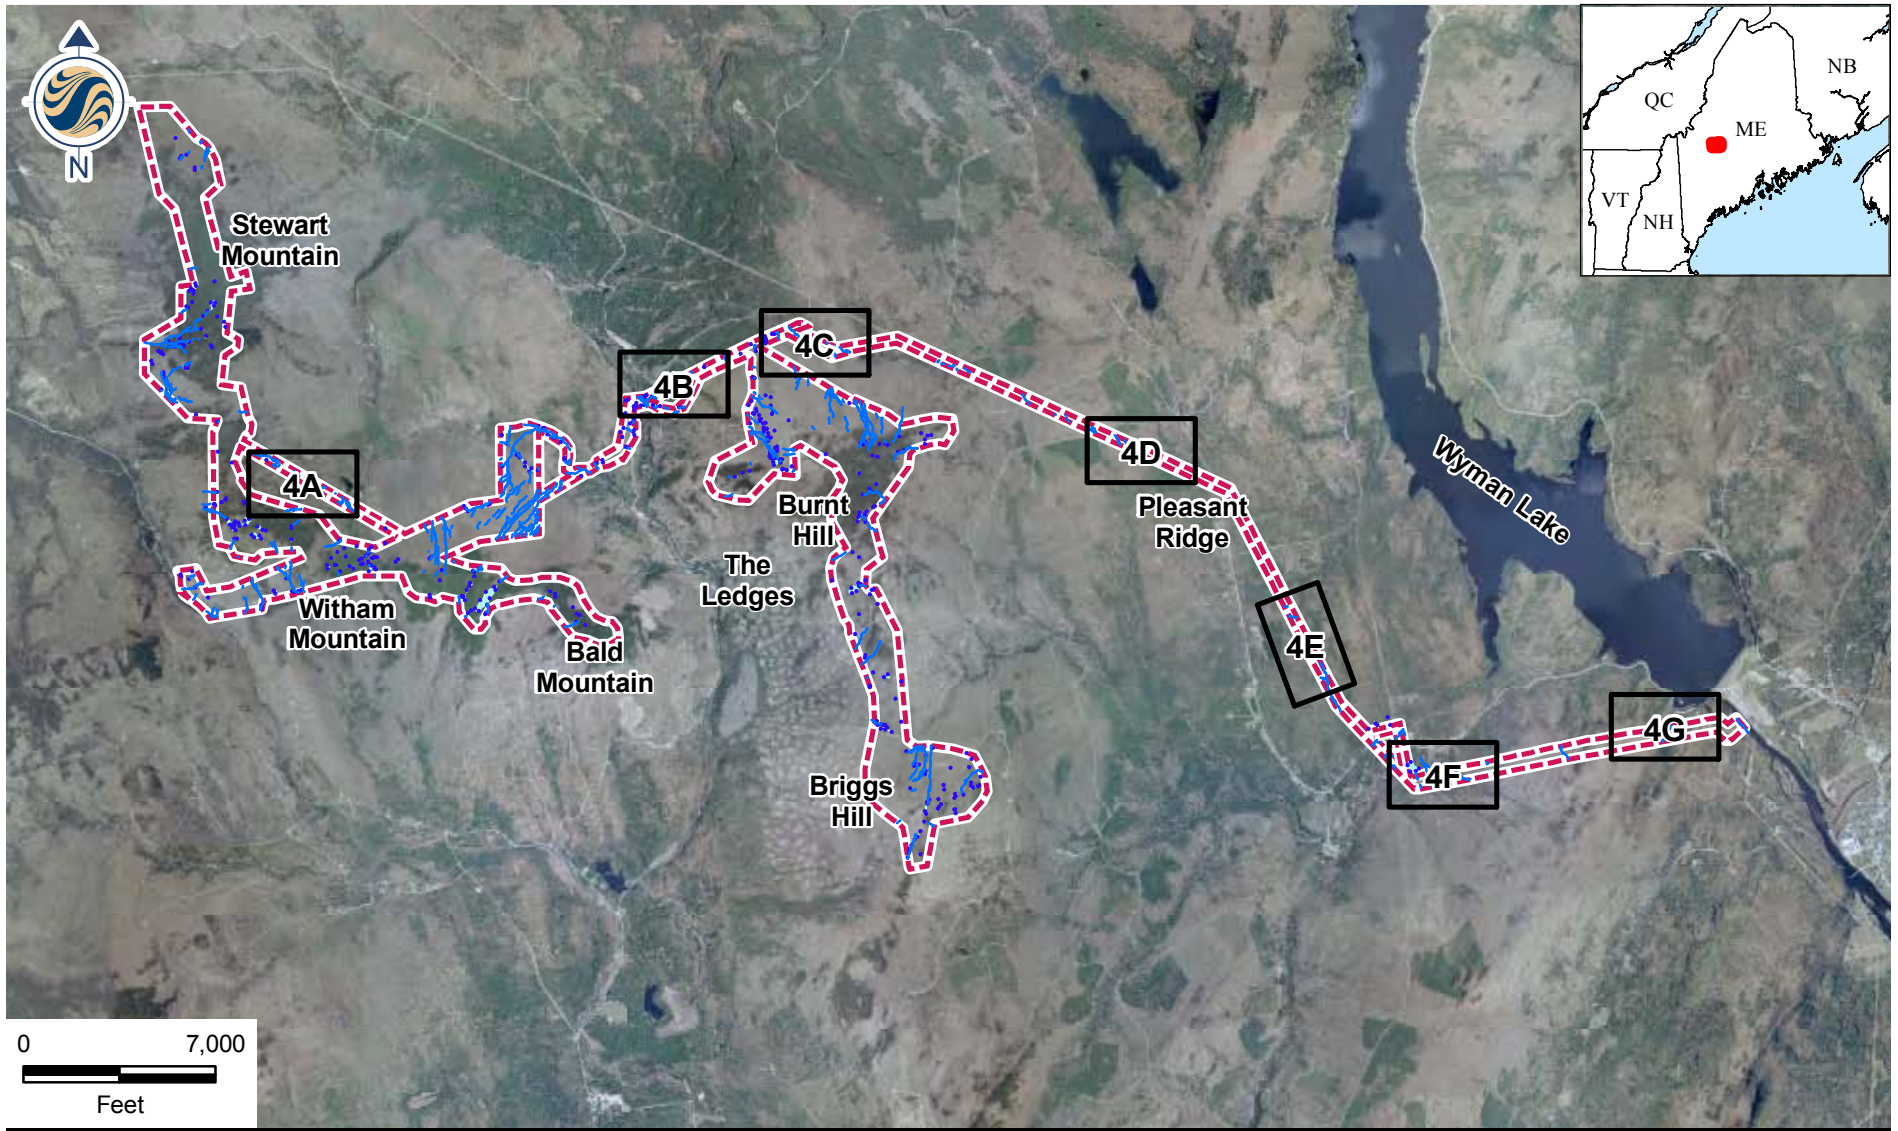 N
QC
NB
ME
VT
NH
Stewart
Mountain
4C
4B
4A
4D
Wyman Lake
Pleasant
Ridge
Burnt
Hill
The
Ledges
Witham
Mountain
Bald
Mountain
4E
4G
4F
Briggs
Hill
0 7,000
Feet